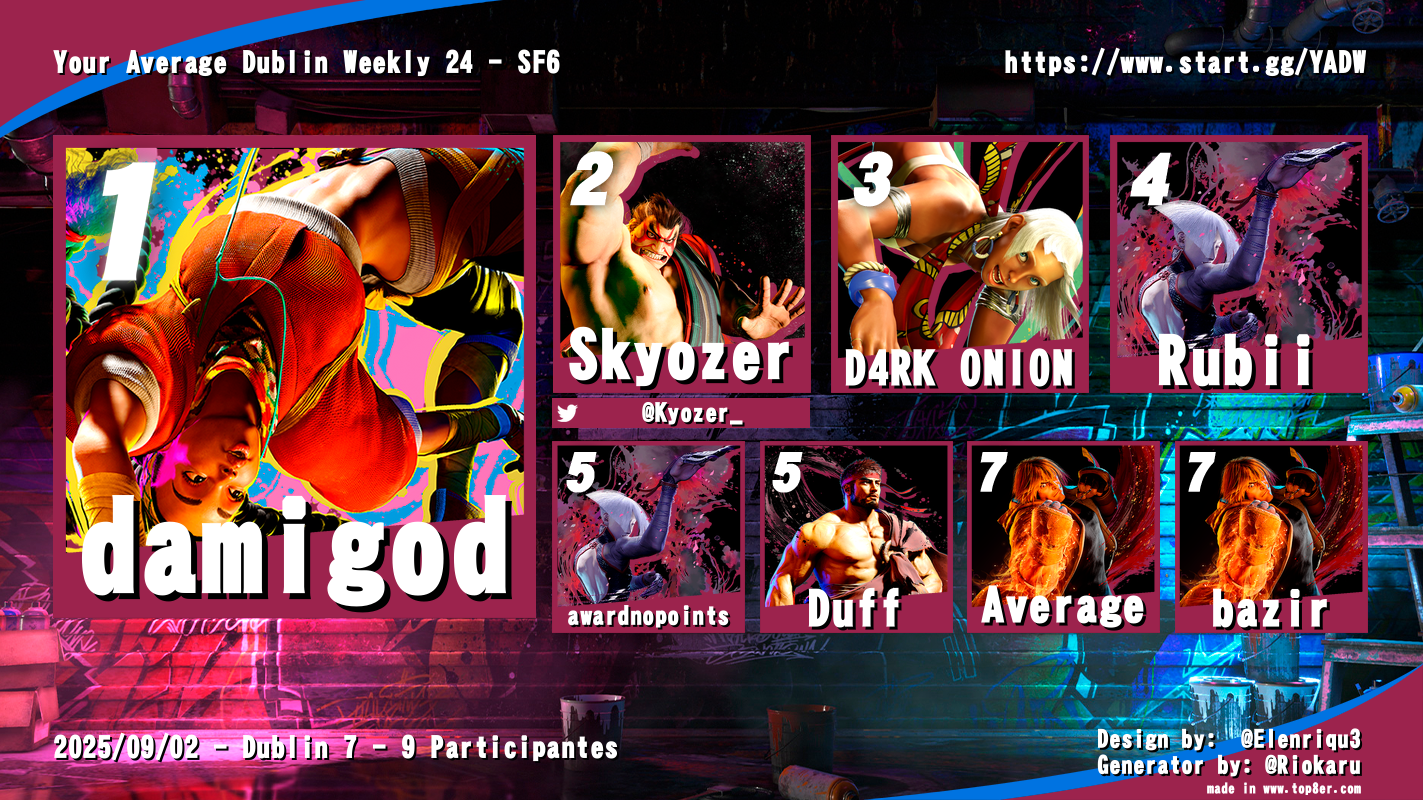 Your Average Dublin Weekly 24 - SF6
https://www.start.gg/YADW
1
damigod
2
Skyozer
@Kyozer_
3
D4RK ONION
4
Rubii
5
awardnopoints
5
Duff
7
Average
7
bazir
2025/09/02 - Dublin 7 - 9 Participantes
Design by: @Elenriqu3
Generator by: @Riokaru
made in www.top8er.com